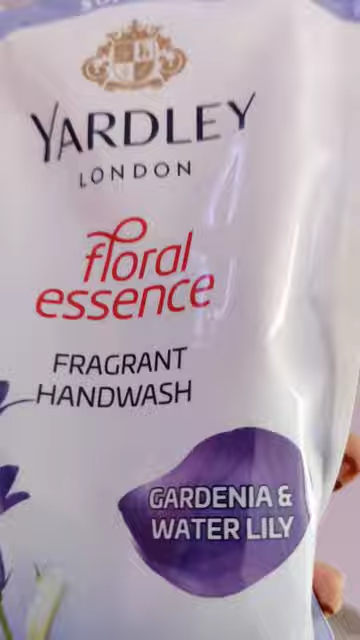 YARDLEY
LONDON
floral
essence
FRAGRANT
HANDWASH
GARDENIA &
WATER LILY